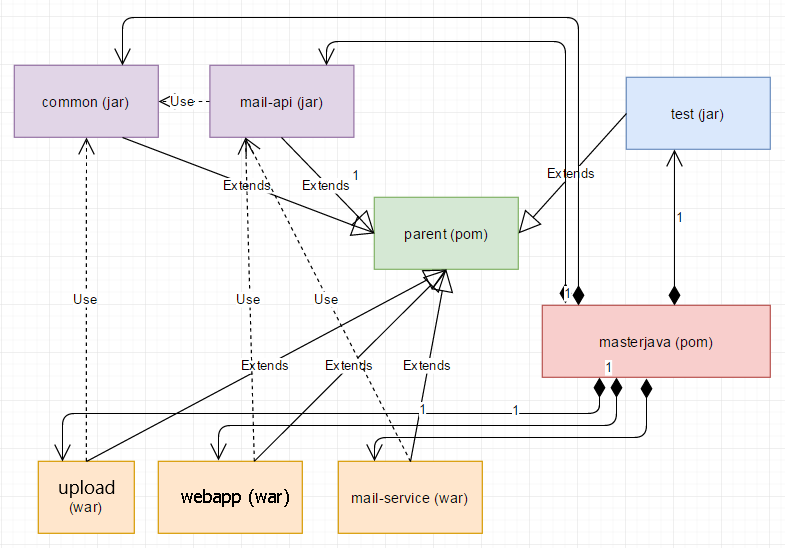 common (jar)
Use
mail-api (jar)
test (jar)
Extends
Extends
1
Extends
parent (pom)
1
Use
Use
Use
1
masterjava (pom)
Extends
Extends
Extends
1
1
1
upload
(war)
webapp (war)
mail-service (war)